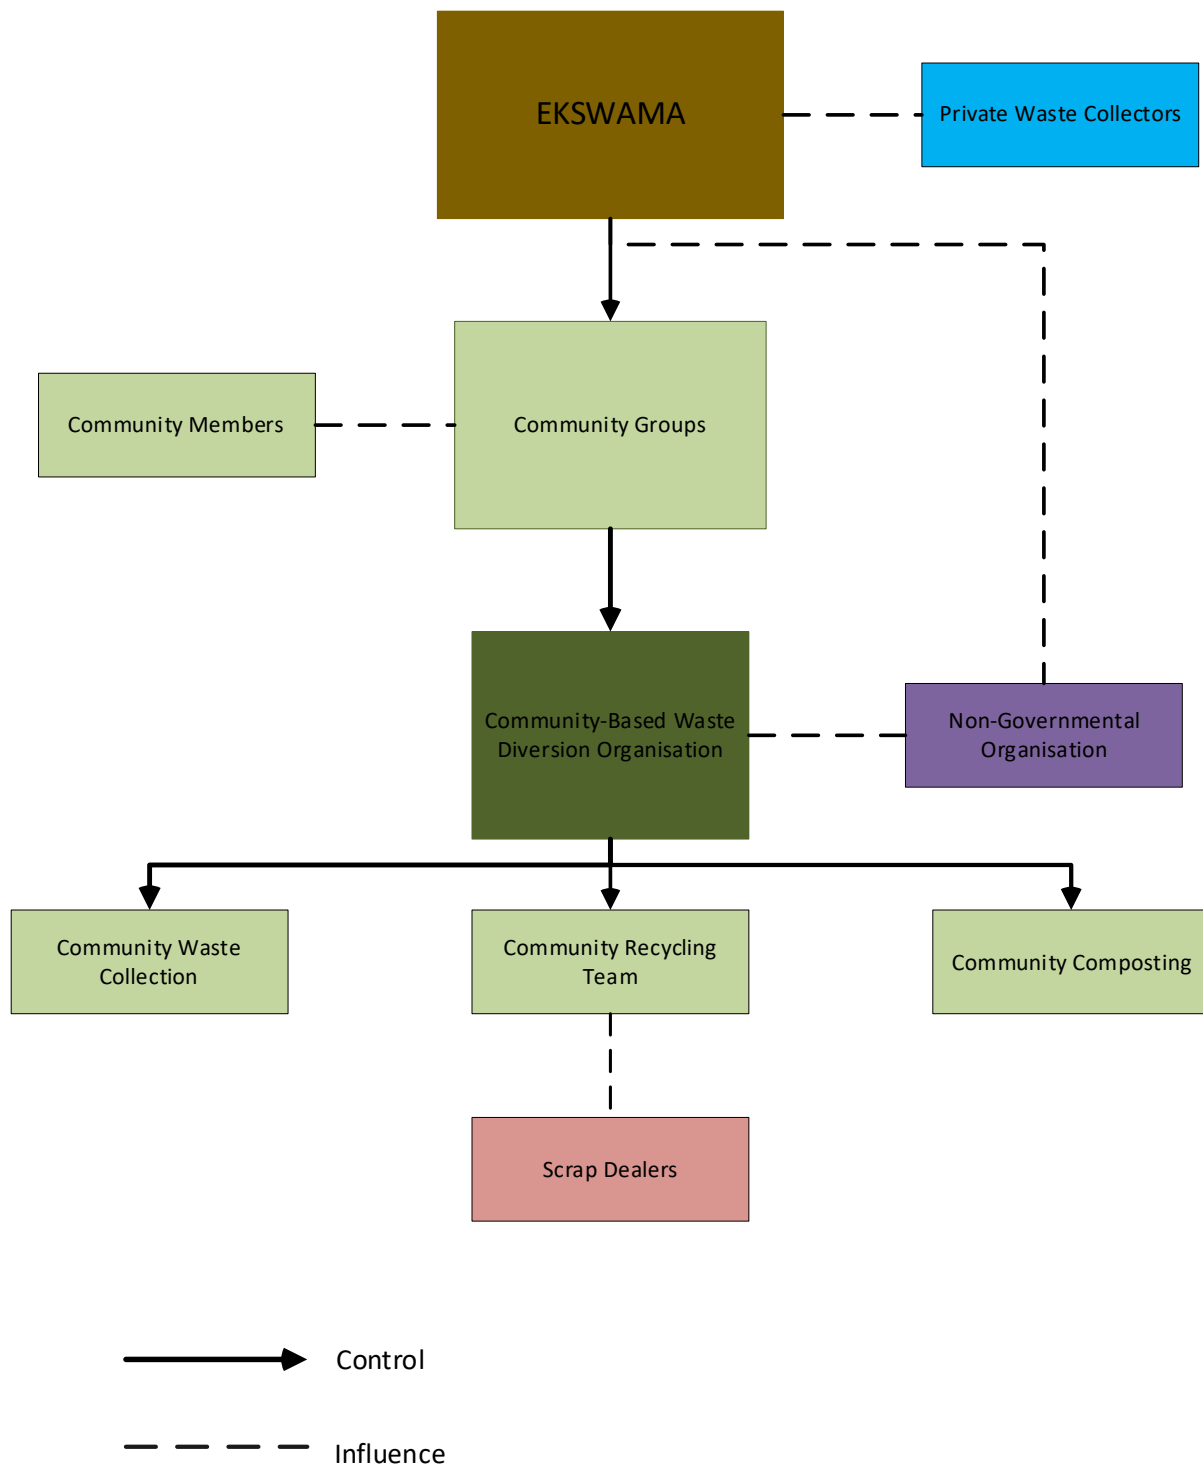 EKSWAMA
Private Waste Collectors
Community Members
Community Groups
Community-Based Waste
Diversion Organisation
Non-Governmental
Organisation
Community Waste
Collection
Community Recycling
Team
Community Composting
Scrap Dealers
Control
Influence